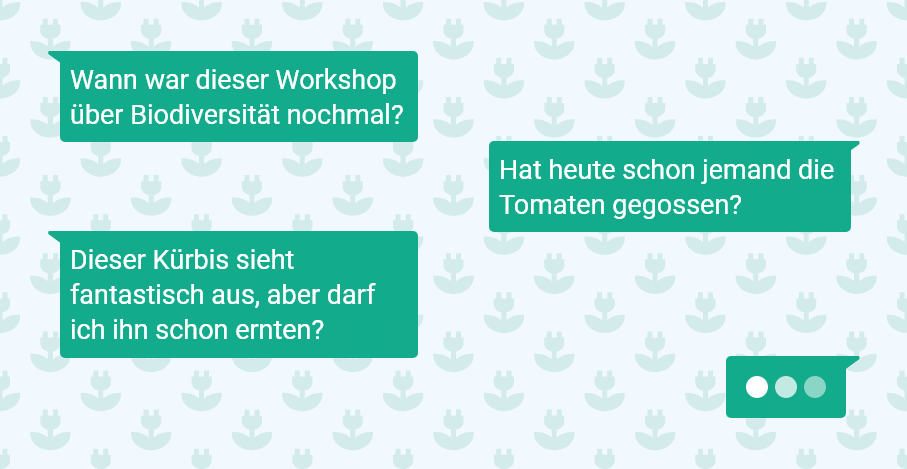 Wann war dieser Workshop
über Biodiversität nochmal?
Hat heute schon jemand die
Tomaten gegossen?
Dieser Kürbis sieht
fantastisch aus, aber darf
ich ihn schon ernten?